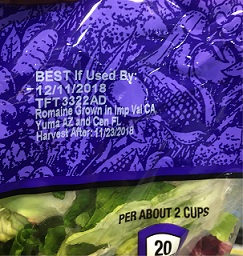 BEST If Used By:
12/11/2018
TFT3322AD
Romaine Grown in Imp Val CA
Yuma AZ and Cen FL
Harvest After: 11/23/2018
PER ABOUT 2 CUPS
20